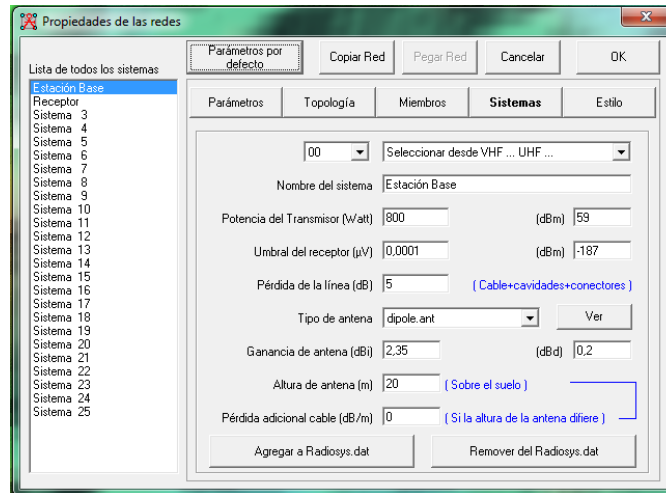 Propiedades de las redes
Parámetros por defecto
Copiar Red
Pegar Red
Cancelar
OK
Lista de todos los sistemas
Estación Base
Receptor
Sistema 3
Sistema 4
Sistema 5
Sistema 6
Sistema 7
Sistema 8
Sistema 9
Sistema 10
Sistema 11
Sistema 12
Sistema 13
Sistema 14
Sistema 15
Sistema 16
Sistema 17
Sistema 18
Sistema 19
Sistema 20
Sistema 21
Sistema 22
Sistema 23
Sistema 24
Sistema 25
Parámetros
Topología
Miembros
Sistemas
Estilo
00
Seleccionar desde VHF ... UHF ...
Nombre del sistema Estación Base
Potencia del Transmisor (Watt) 800 (dBm) 59
Umbral del receptor (µV) 0,0001 (dBm) -187
Pérdida de la línea (dB) 5 ( Cable+cavidades+conectores )
Tipo de antena dipole.ant Ver
Ganancia de antena (dBi) 2,35 (dBd) 0,2
Altura de antena (m) 20 ( Sobre el suelo )
Pérdida adicional cable (dB/m) 0 ( Si la altura de la antena difiere )
Agregar a Radiosys.dat
Remover del Radiosys.dat